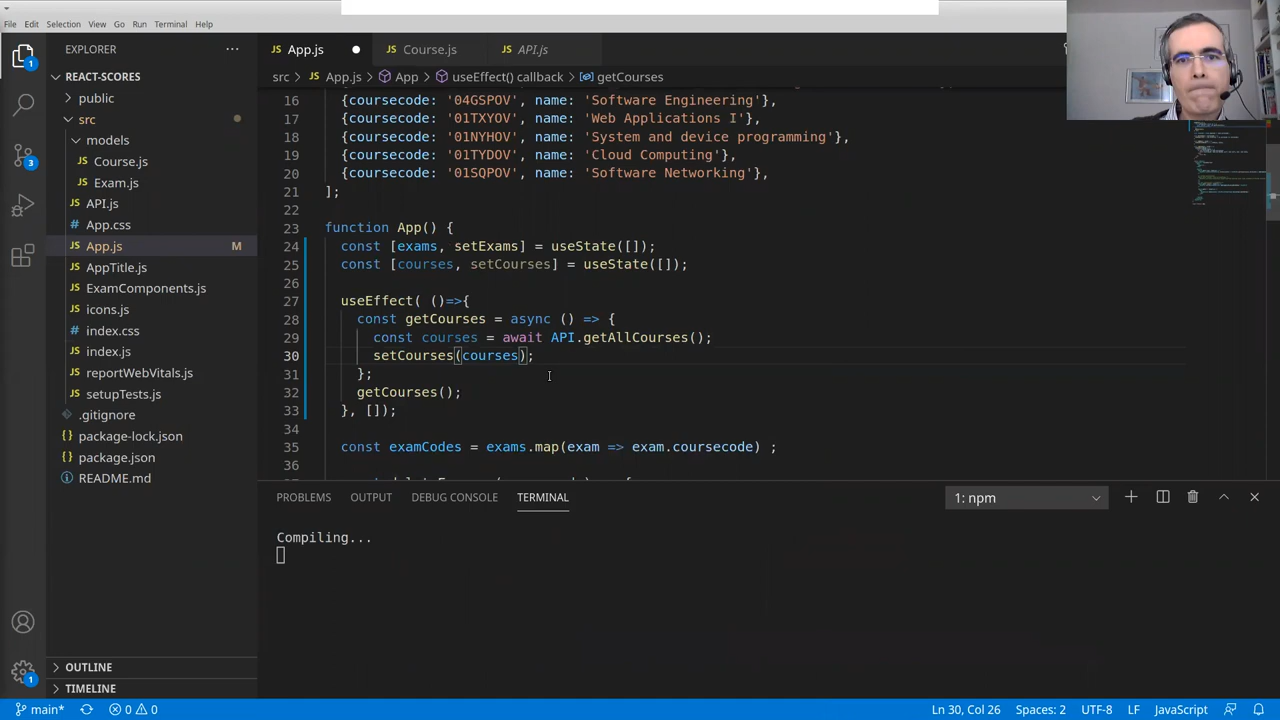 File Edit Selection View Go Run Terminal Help
EXPLORER
App.js
Course.js
API.js
REACT-SCORES
src > App.js > App > useEffect() callback > getCourses
public
src
models
Course.js
Exam.js
API.js
App.css
App.js M
AppTitle.js
ExamComponents.js
icons.js
index.css
index.js
reportWebVitals.js
setupTests.js
.gitignore
package-lock.json
package.json
README.md
OUTLINE
TIMELINE
16 {coursecode: '04GSPOV', name: 'Software Engineering'},
17 {coursecode: '01TXYOV', name: 'Web Applications I'},
18 {coursecode: '01NYHOV', name: 'System and device programming'},
19 {coursecode: '01TYDOV', name: 'Cloud Computing'},
20 {coursecode: '01SQPOV', name: 'Software Networking'},
21 ];
22
23 function App() {
24 const [exams, setExams] = useState([]);
25 const [courses, setCourses] = useState([]);
26
27 useEffect( ()=>{
28 const getCourses = async () => {
29 const courses = await API.getAllCourses();
30 setCourses(courses);
31 };
32 getCourses();
33 }, []);
34
35 const examCodes = exams.map(exam => exam.coursecode) ;
36
PROBLEMS OUTPUT DEBUG CONSOLE TERMINAL
1: npm
Compiling...
1
3
1
main* 0 0
Ln 30, Col 26 Spaces: 2 UTF-8 LF JavaScript